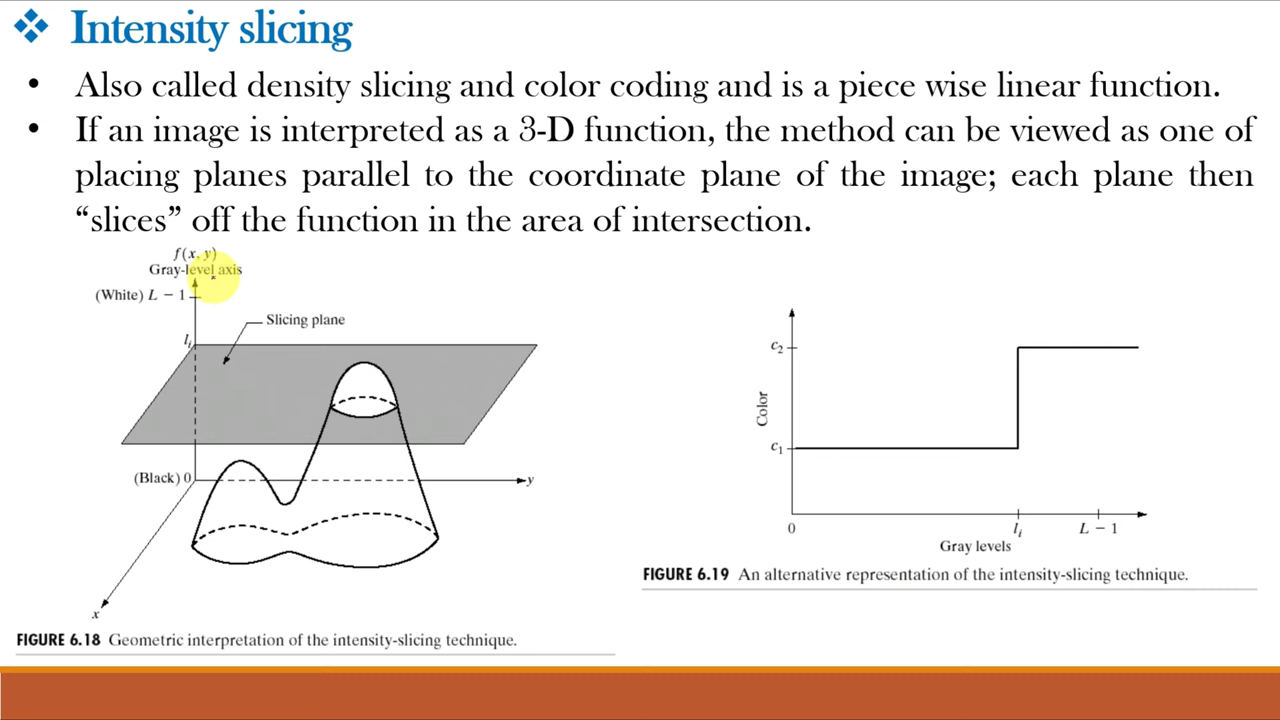 Intensity slicing
• Also called density slicing and color coding and is a piece wise linear function.
• If an image is interpreted as a 3-D function, the method can be viewed as one of
placing planes parallel to the coordinate plane of the image; each plane then
“slices” off the function in the area of intersection.
f(x, y)
Gray-level axis
(White) L − 1
Slicing plane
lᵢ
(Black) 0
y
x
FIGURE 6.18 Geometric interpretation of the intensity-slicing technique.
c₂
Color
c₁
0
lᵢ
L − 1
Gray levels
FIGURE 6.19 An alternative representation of the intensity-slicing technique.